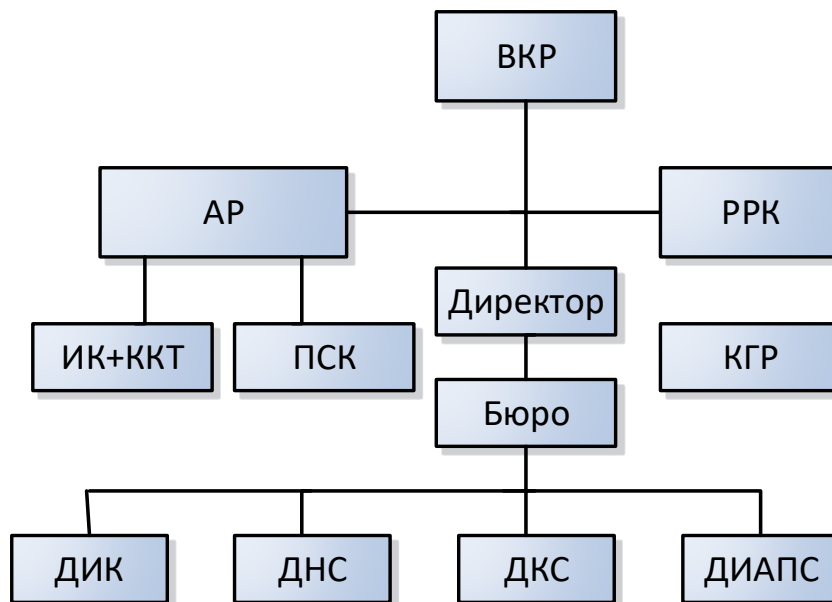 ВКР
АР
РРК
Директор
ИК+ККТ
ПСК
КГР
Бюро
ДИК
ДНС
ДКС
ДИАПС